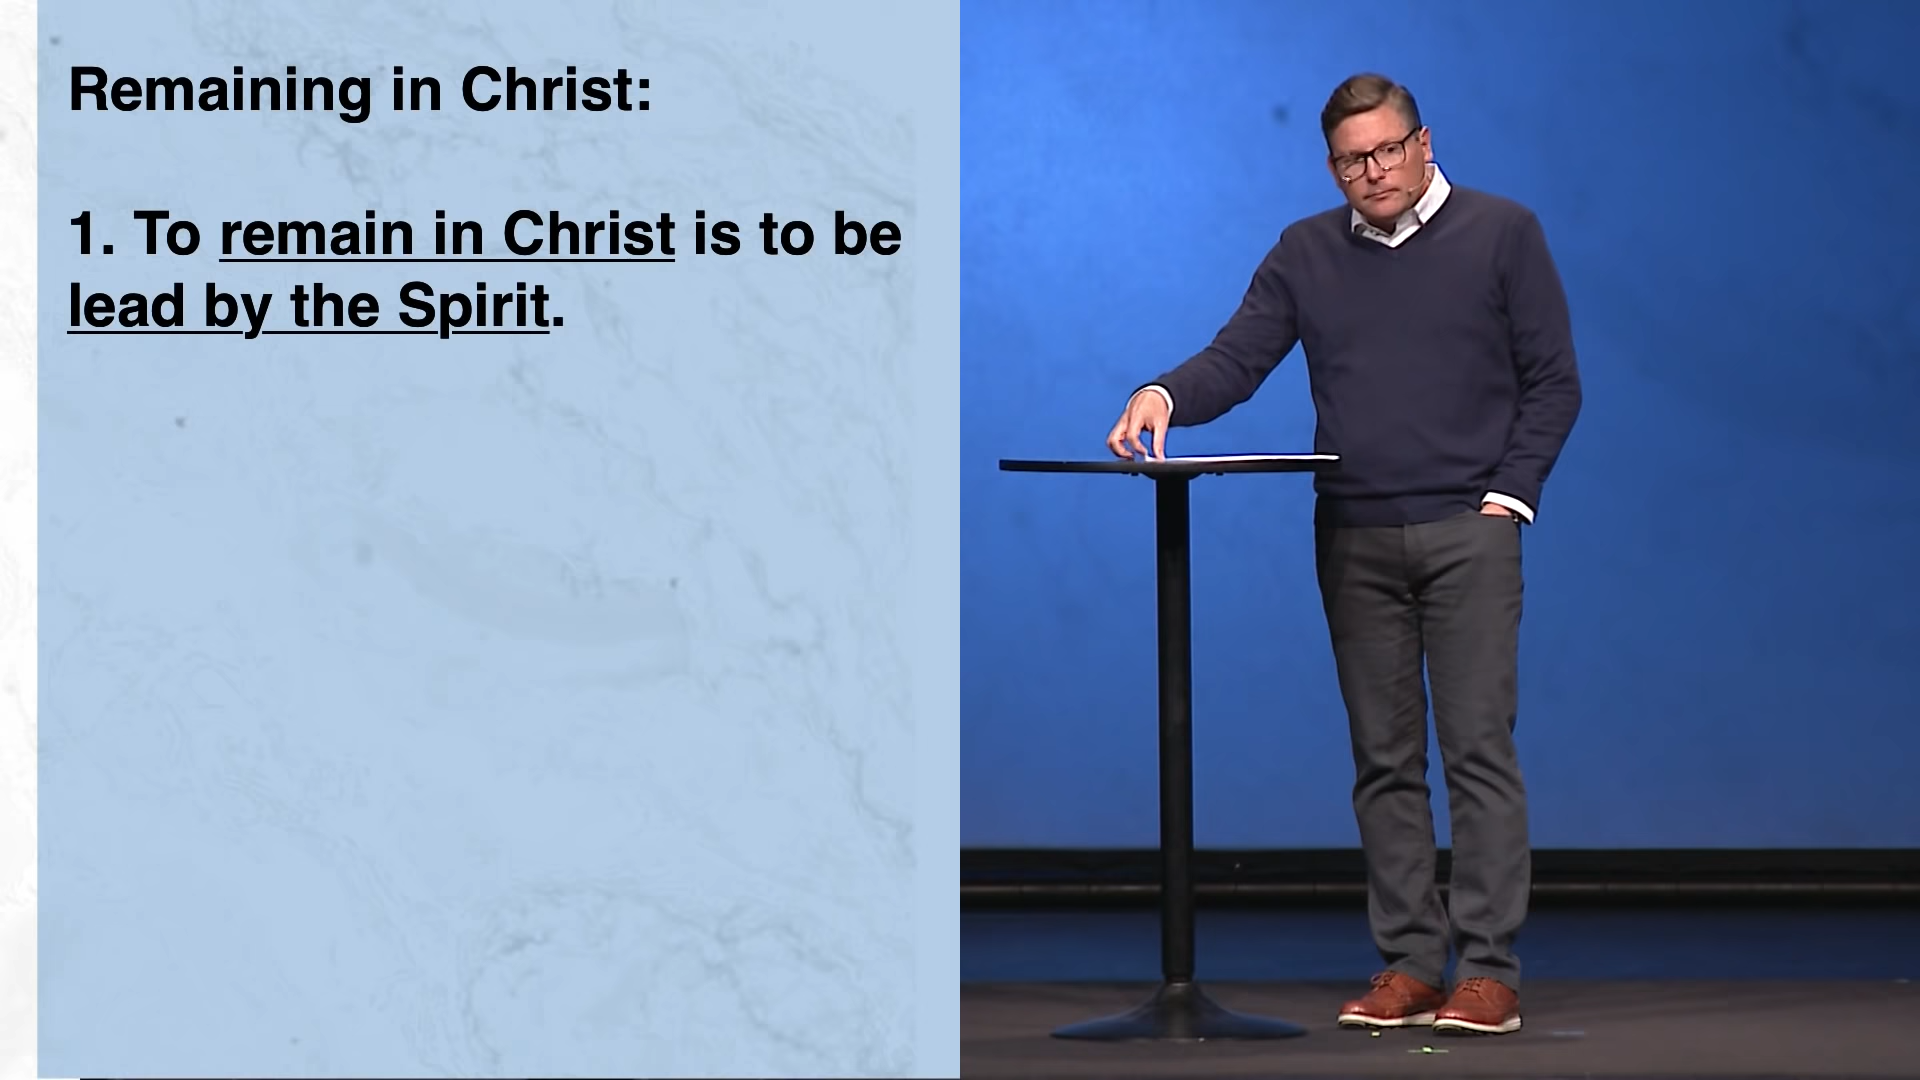 Remaining in Christ:
1. To remain in Christ is to be
lead by the Spirit.